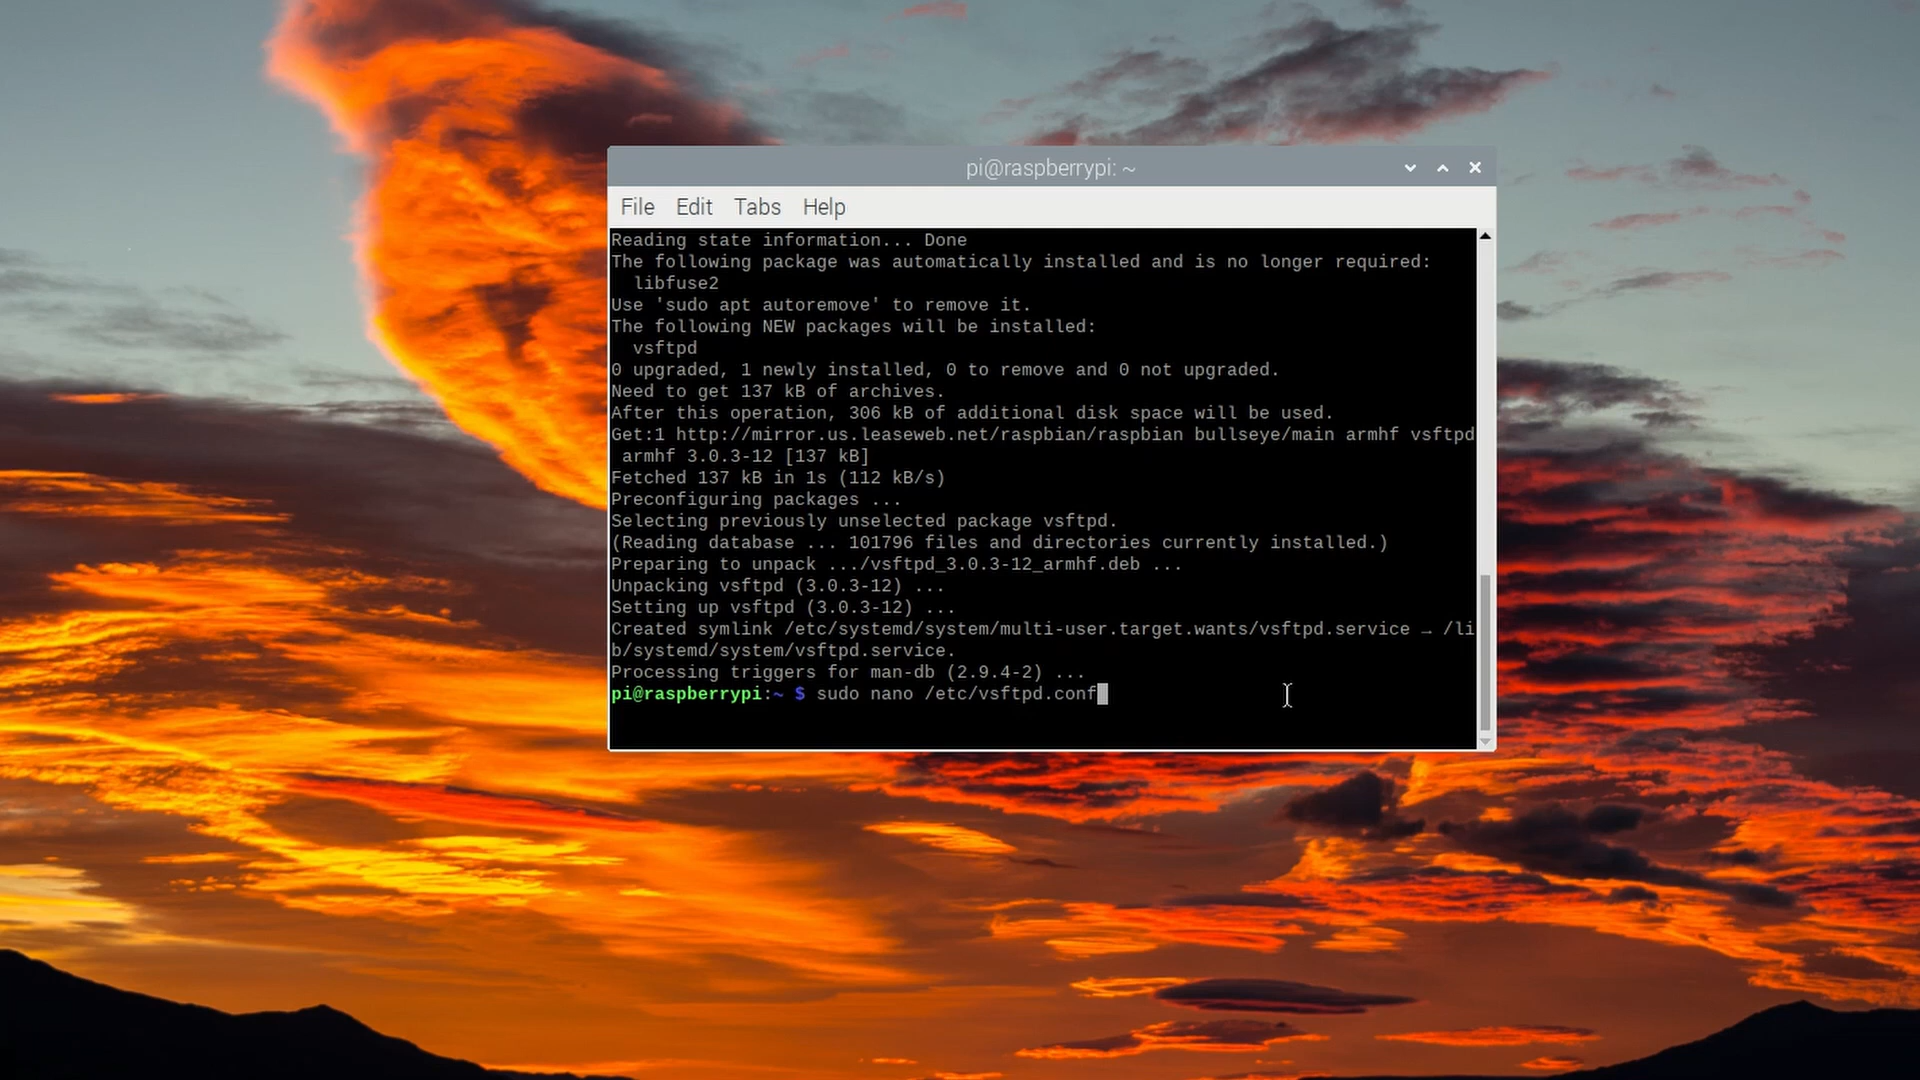 pi@raspberrypi: ~
File Edit Tabs Help
Reading state information... Done
The following package was automatically installed and is no longer required:
  libfuse2
Use 'sudo apt autoremove' to remove it.
The following NEW packages will be installed:
  vsftpd
0 upgraded, 1 newly installed, 0 to remove and 0 not upgraded.
Need to get 137 kB of archives.
After this operation, 306 kB of additional disk space will be used.
Get:1 http://mirror.us.leaseweb.net/raspbian/raspbian bullseye/main armhf vsftpd
 armhf 3.0.3-12 [137 kB]
Fetched 137 kB in 1s (112 kB/s)
Preconfiguring packages ...
Selecting previously unselected package vsftpd.
(Reading database ... 101796 files and directories currently installed.)
Preparing to unpack .../vsftpd_3.0.3-12_armhf.deb ...
Unpacking vsftpd (3.0.3-12) ...
Setting up vsftpd (3.0.3-12) ...
Created symlink /etc/systemd/system/multi-user.target.wants/vsftpd.service → /li
b/systemd/system/vsftpd.service.
Processing triggers for man-db (2.9.4-2) ...
pi@raspberrypi:~ $ sudo nano /etc/vsftpd.conf